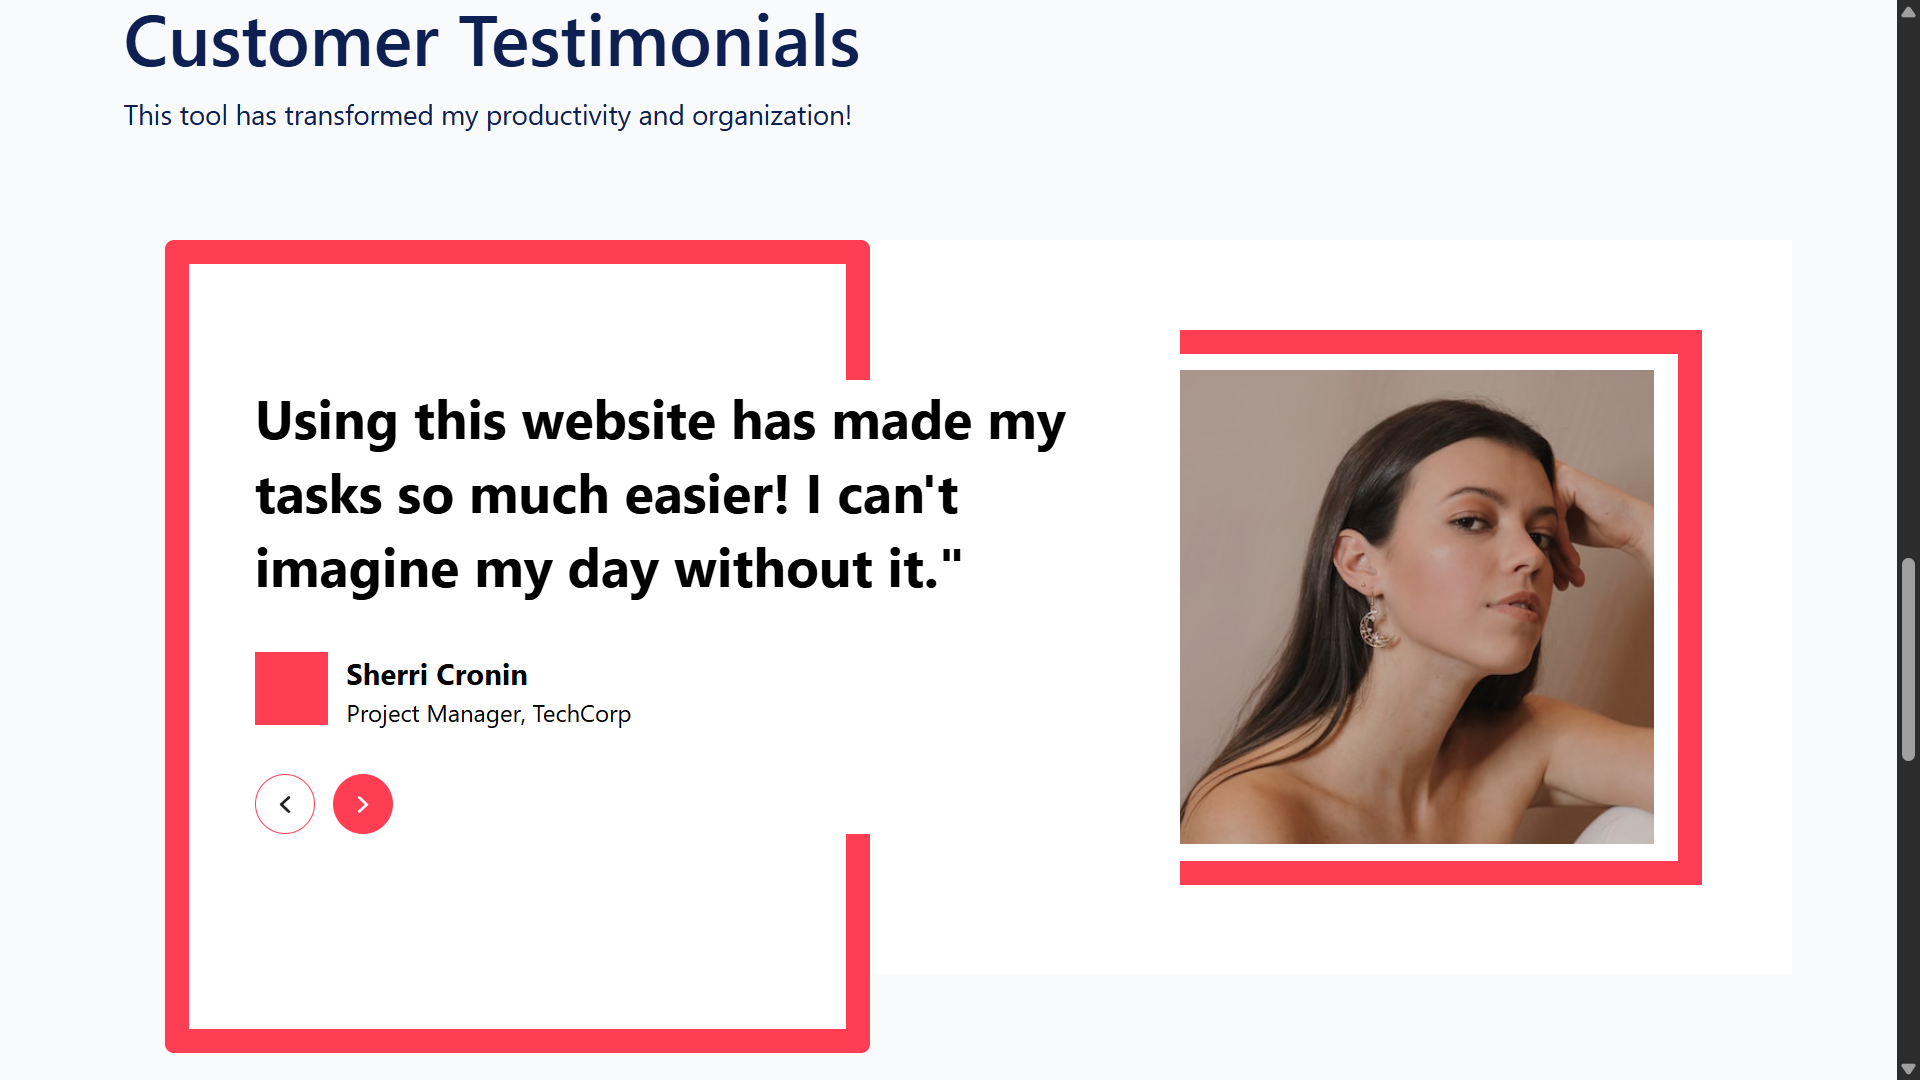 Customer Testimonials
This tool has transformed my productivity and organization!
Using this website has made my
tasks so much easier! I can't
imagine my day without it."
Sherri Cronin
Project Manager, TechCorp